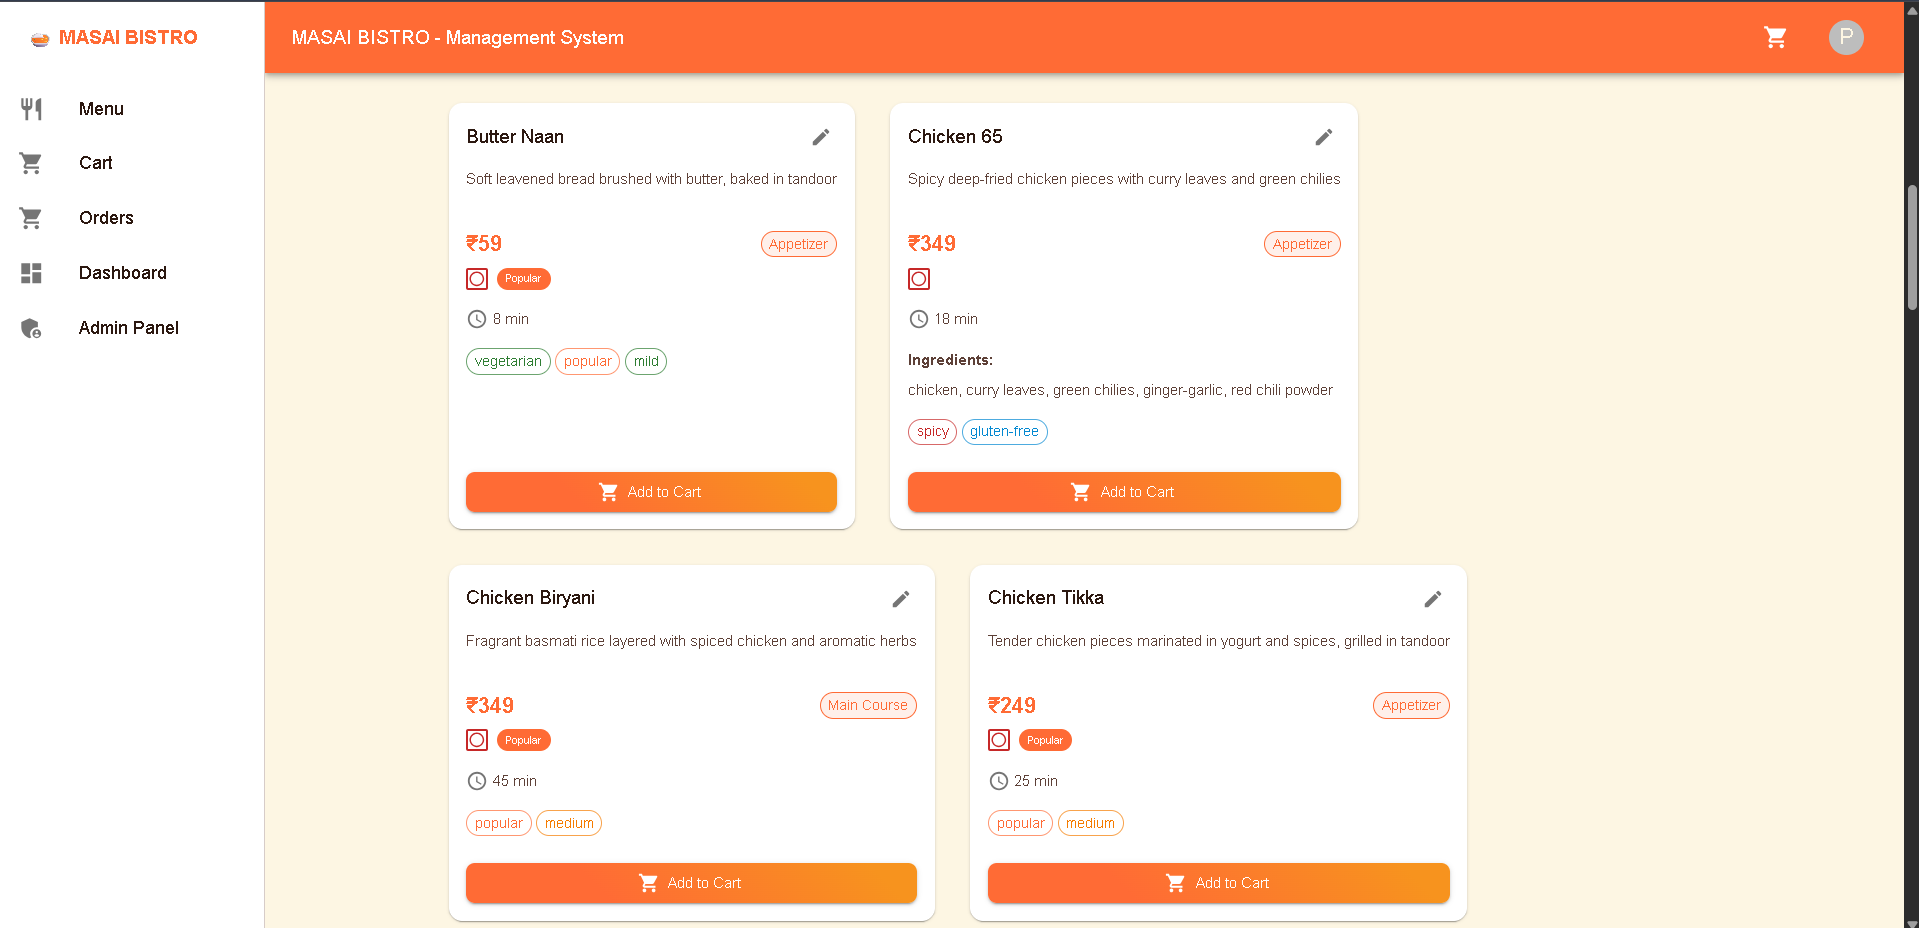 MASAI BISTRO
MASAI BISTRO - Management System
P
Menu
Cart
Orders
Dashboard
Admin Panel
Butter Naan
Soft leavened bread brushed with butter, baked in tandoor
₹59
Appetizer
Popular
8 min
vegetarian popular mild
Add to Cart
Chicken 65
Spicy deep-fried chicken pieces with curry leaves and green chilies
₹349
Appetizer
18 min
Ingredients:
chicken, curry leaves, green chilies, ginger-garlic, red chili powder
spicy gluten-free
Add to Cart
Chicken Biryani
Fragrant basmati rice layered with spiced chicken and aromatic herbs
₹349
Main Course
Popular
45 min
popular medium
Add to Cart
Chicken Tikka
Tender chicken pieces marinated in yogurt and spices, grilled in tandoor
₹249
Appetizer
Popular
25 min
popular medium
Add to Cart